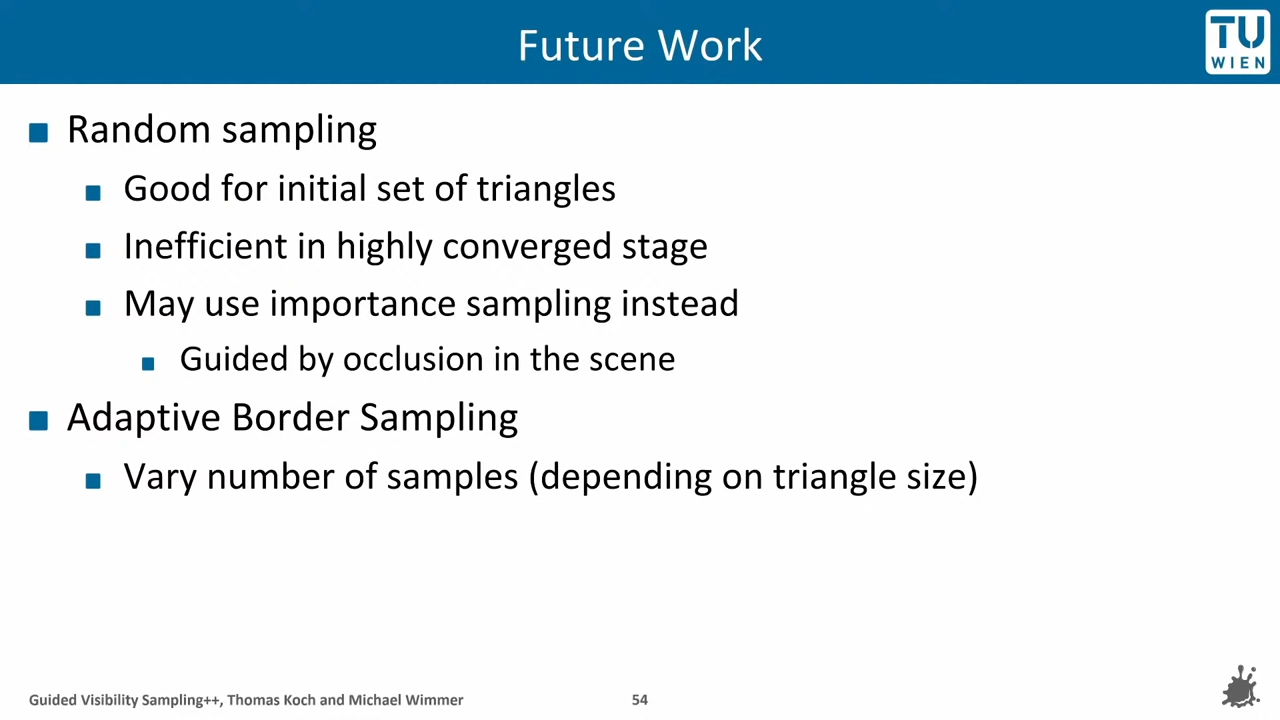 Future Work
TU
WIEN
Random sampling
Good for initial set of triangles
Inefficient in highly converged stage
May use importance sampling instead
Guided by occlusion in the scene
Adaptive Border Sampling
Vary number of samples (depending on triangle size)
Guided Visibility Sampling++, Thomas Koch and Michael Wimmer
54